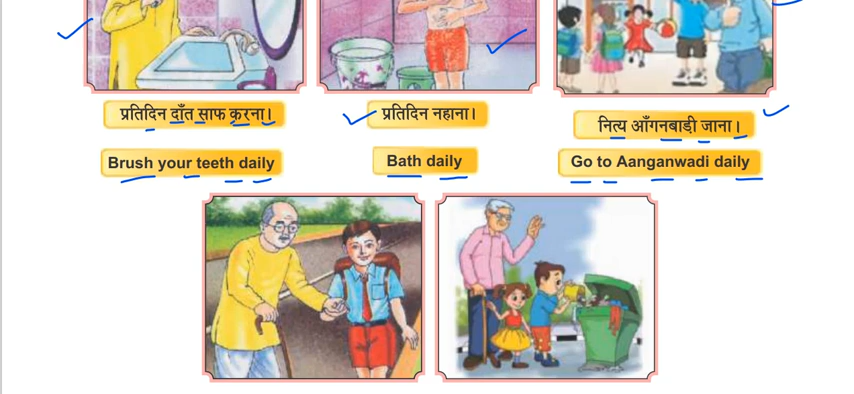 प्रतिदिन दाँत साफ करना।
प्रतिदिन नहाना।
नित्य आँगनबाड़ी जाना।
Brush your teeth daily
Bath daily
Go to Aanganwadi daily